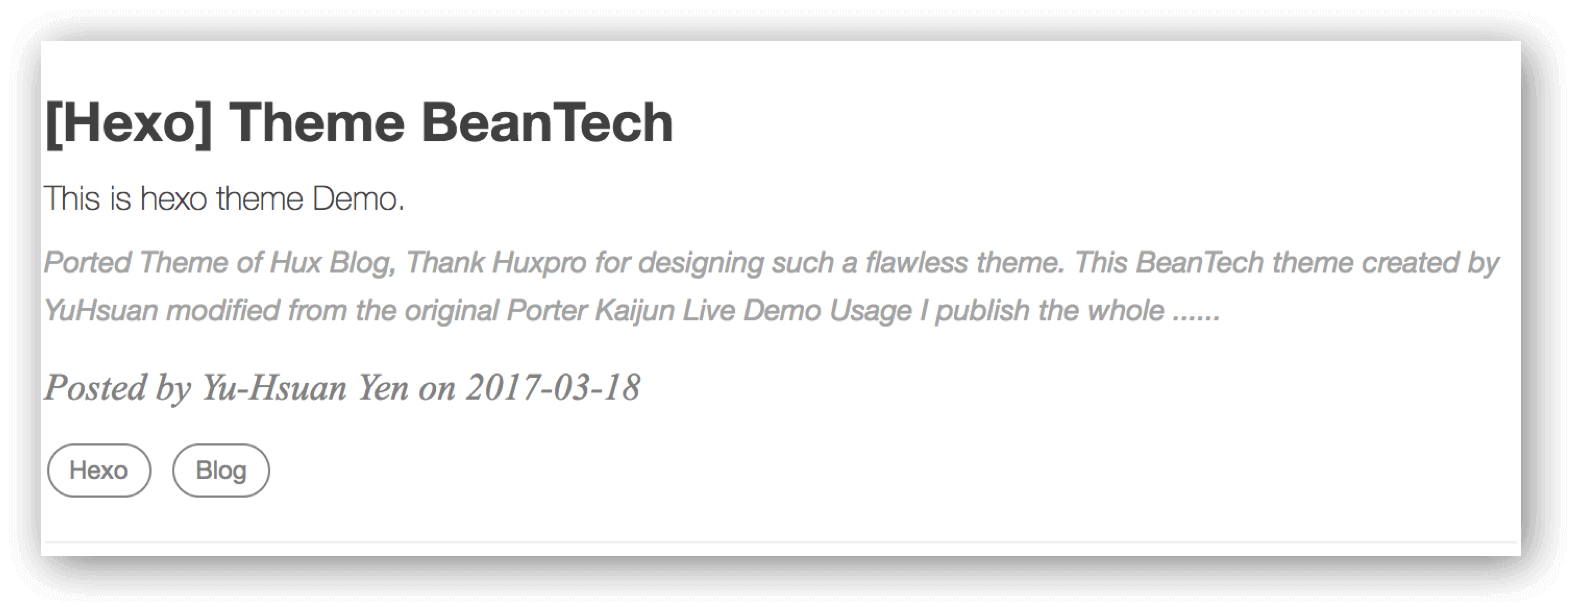 [Hexo] Theme BeanTech
This is hexo theme Demo.
Ported Theme of Hux Blog, Thank Huxpro for designing such a flawless theme. This BeanTech theme created by
YuHsuan modified from the original Porter Kaijun Live Demo Usage I publish the whole ......
Posted by Yu-Hsuan Yen on 2017-03-18
Hexo Blog